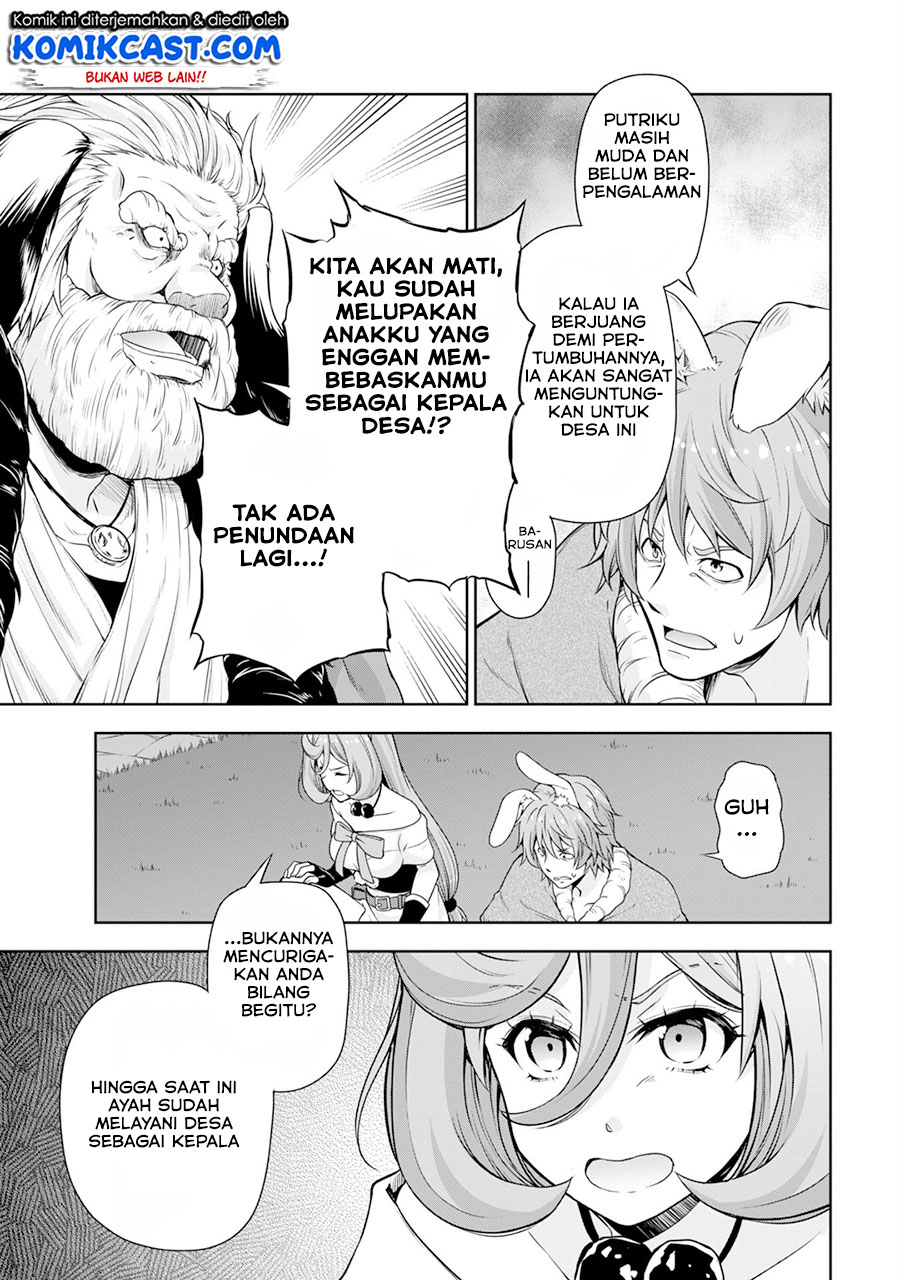 Komik ini diterjemahkan & diedit oleh
KOMIKCAST.COM
BUKAN WEB LAIN!!
PUTRIKU
MASIH
MUDA DAN
BELUM BER-
PENGALAMAN
KALAU IA
BERJUANG
DEMI PER-
TUMBUHANNYA,
IA AKAN SANGAT
MENGUNTUNG-
KAN UNTUK
DESA INI
BA-
RUSAN
KITA AKAN MATI,
KAU SUDAH
MELUPAKAN
ANAKKU YANG
ENGGAN MEM-
BEBASKANMU
SEBAGAI KEPALA
DESA!?
TAK ADA
PENUNDAAN
LAGI...!
GUH
...
...BUKANNYA
MENCURIGA-
KAN ANDA
BILANG
BEGITU?
HINGGA SAAT INI
AYAH SUDAH
MELAYANI DESA
SEBAGAI KEPALA